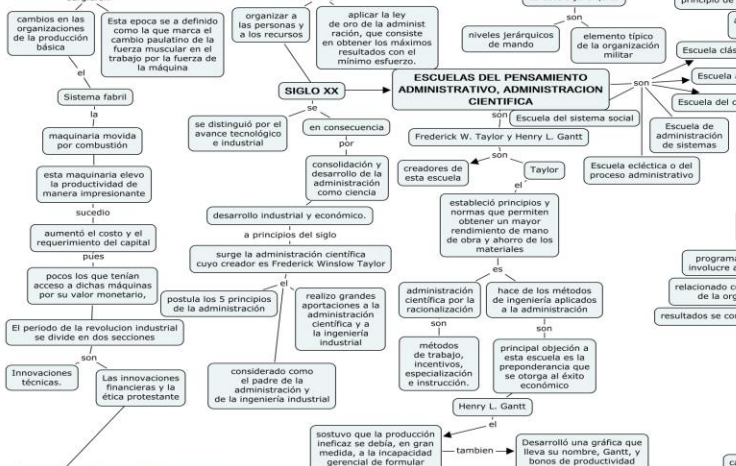 cambios en las
organizaciones
de la producción
básica
Esta epoca se a definido
como la que marca el
cambio paulatino de la
fuerza muscular en el
trabajo por la fuerza de
la máquina
el
Sistema fabril
la
maquinaria movida
por combustión
esta maquinaria elevo
la productividad de
manera impresionante
sucedio
aumentó el costo y el
requerimiento del capital
pues
pocos los que tenían
acceso a dichas máquinas
por su valor monetario,
El periodo de la revolucion industrial
se divide en dos secciones
son
Innovaciones
técnicas.
Las innovaciones
financieras y la
ética protestante
organizar a
las personas y
a los recursos
aplicar la ley
de oro de la administ
ración, que consiste
en obtener los máximos
resultados con el
mínimo esfuerzo.
SIGLO XX
se
se distinguió por el
avance tecnológico
e industrial
en consecuencia
por
consolidación y
desarrollo de la
administración
como ciencia
desarrollo industrial y económico.
a principios del siglo
surge la administración científica
cuyo creador es Frederick Winslow Taylor
el
postula los 5 principios
de la administración
realizo grandes
aportaciones a la
administración
científica y a
la ingeniería
industrial
considerado como
el padre de la
administración y
de la ingeniería industrial
son
niveles jerárquicos
de mando
elemento típico
de la organización
militar
ESCUELAS DEL PENSAMIENTO
ADMINISTRATIVO, ADMINISTRACION
CIENTIFICA
son
Escuela del sistema social
Escuela de
administración
de sistemas
Escuela ecléctica o del
proceso administrativo
son
Frederick W. Taylor y Henry L. Gantt
son
creadores de
esta escuela
Taylor
el
estableció principios y
normas que permiten
obtener un mayor
rendimiento de mano
de obra y ahorro de los
materiales
es
administración
científica por la
racionalización
son
métodos
de trabajo,
incentivos,
especialización
e instrucción.
hace de los métodos
de ingeniería aplicados
a la administración
son
principal objeción a
esta escuela es la
preponderancia que
se otorga al éxito
económico
Henry L. Gantt
el
sostuvo que la producción
ineficaz se debía, en gran
medida, a la incapacidad
gerencial de formular
tambien
Desarrolló una gráfica que
lleva su nombre, Gantt, y
bonos de productividad
principio de
Escuela
Escuela
Escuela del
involucre
relacionado
de la
resultados se